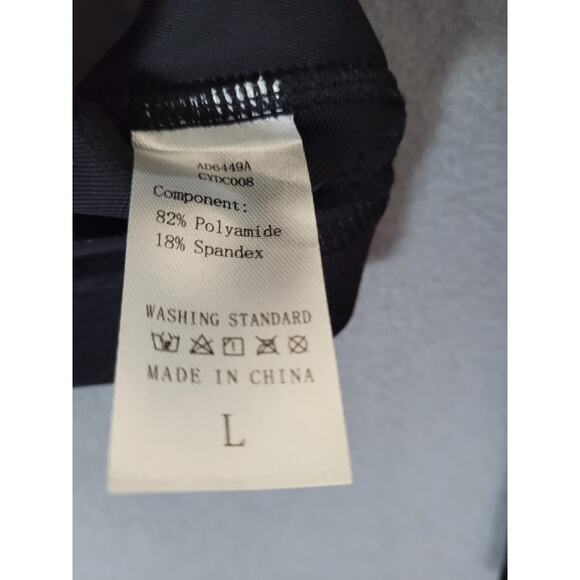 AD6449A
CYDC008
Component:
82% Polyamide
18% Spandex
WASHING STANDARD
MADE IN CHINA
L